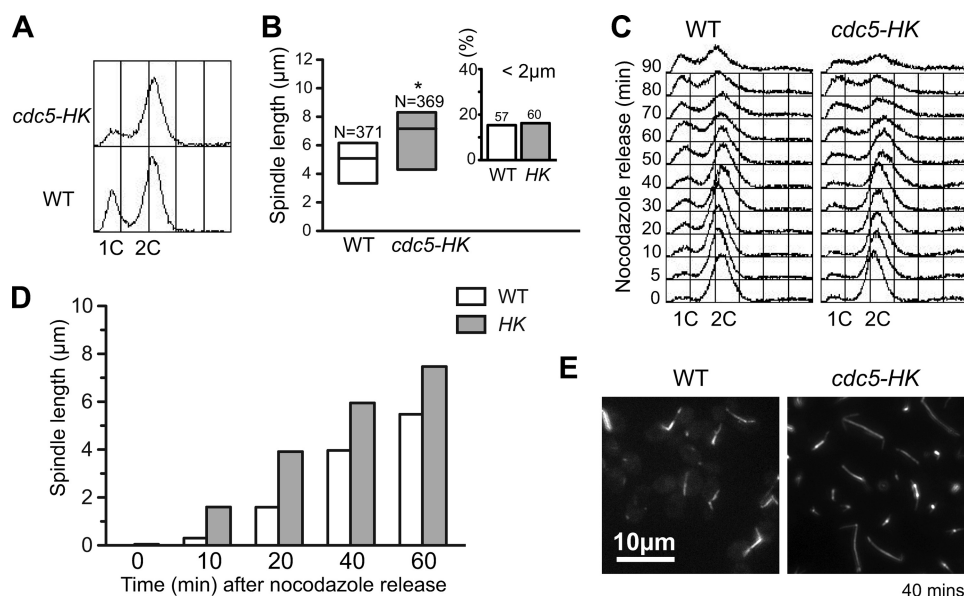 A
cdc5-HK
WT
1C 2C
B
Spindle length (μm)
12
10
8
6
4
2
0
N=371
*
N=369
WT cdc5-HK
(%)
40
20
0
< 2μm
57 60
WT HK
C
WT cdc5-HK
Nocodazole release (min)
90
80
70
60
50
40
30
20
10
5
0
1C 2C 1C 2C
D
WT
HK
Spindle length (μm)
10
8
6
4
2
0
0 10 20 40 60
Time (min) after nocodazole release
E
WT cdc5-HK
10μm
40 mins